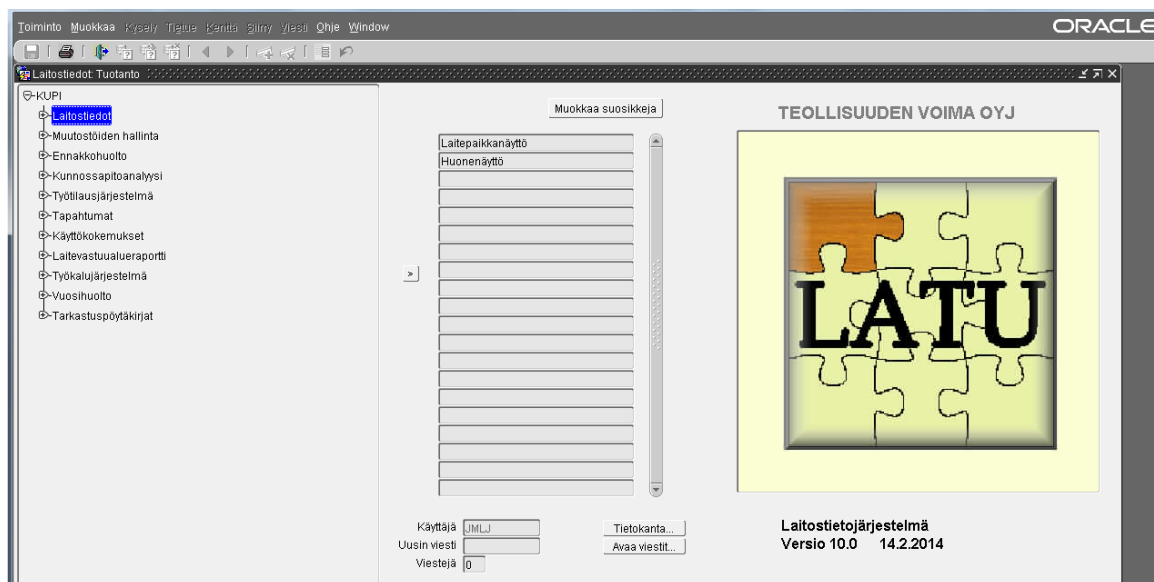 Toiminto Muokkaa Kysely Tietue Kenttä Siirry Viesti Ohje Window
ORACLE
Laitostiedot: Tuotanto
KUPI
Laitostiedot
Muutostöiden hallinta
Ennakkohuolto
Kunnossapitoanalyysi
Työtilausjärjestelmä
Tapahtumat
Käyttökokemukset
Laitevastuualueraportti
Työkalujärjestelmä
Vuosihuolto
Tarkastuspöytäkirjat
Muokkaa suosikkeja
Laitepaikkanäyttö
Huonenäyttö
»
Käyttäjä JMLJ
Uusin viesti
Viestejä 0
Tietokanta...
Avaa viestit...
TEOLLISUUDEN VOIMA OYJ
LATU
Laitostietojärjestelmä
Versio 10.0 14.2.2014